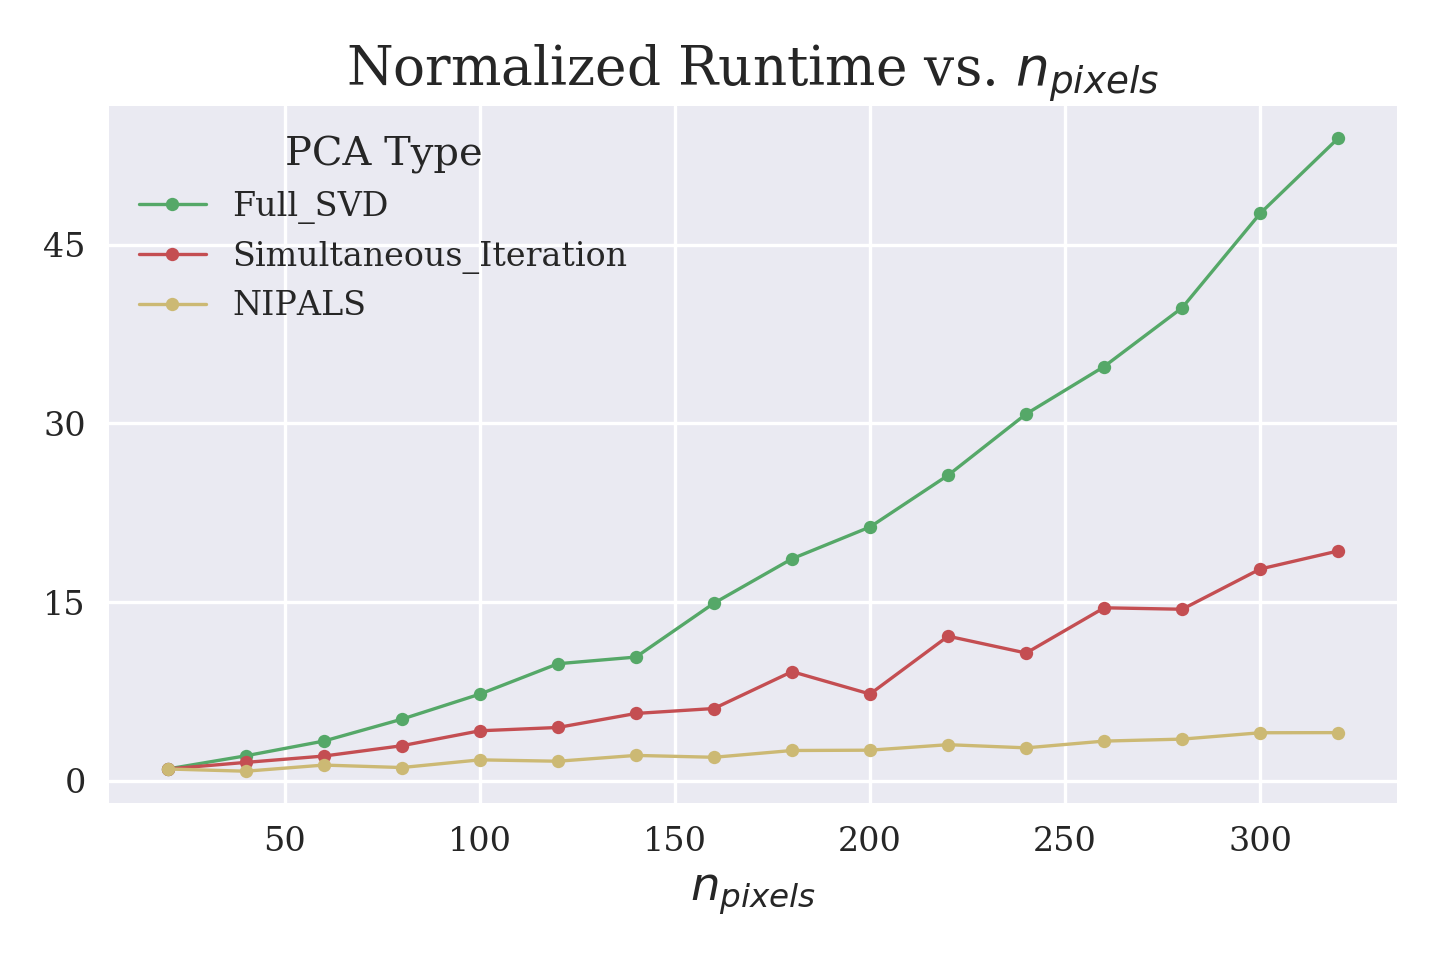 Normalized Runtime vs. n_pixels
PCA Type
Full_SVD
Simultaneous_Iteration
NIPALS
45
30
15
0
50 100 150 200 250 300
n_pixels